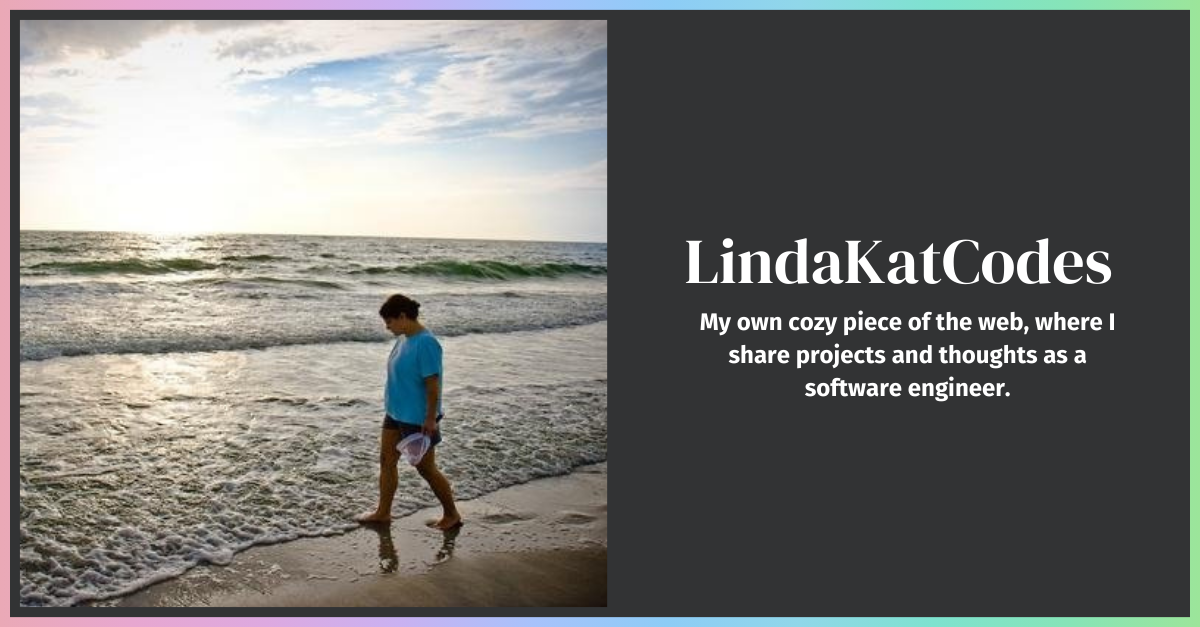 LindaKatCodes
My own cozy piece of the web, where I
share projects and thoughts as a
software engineer.